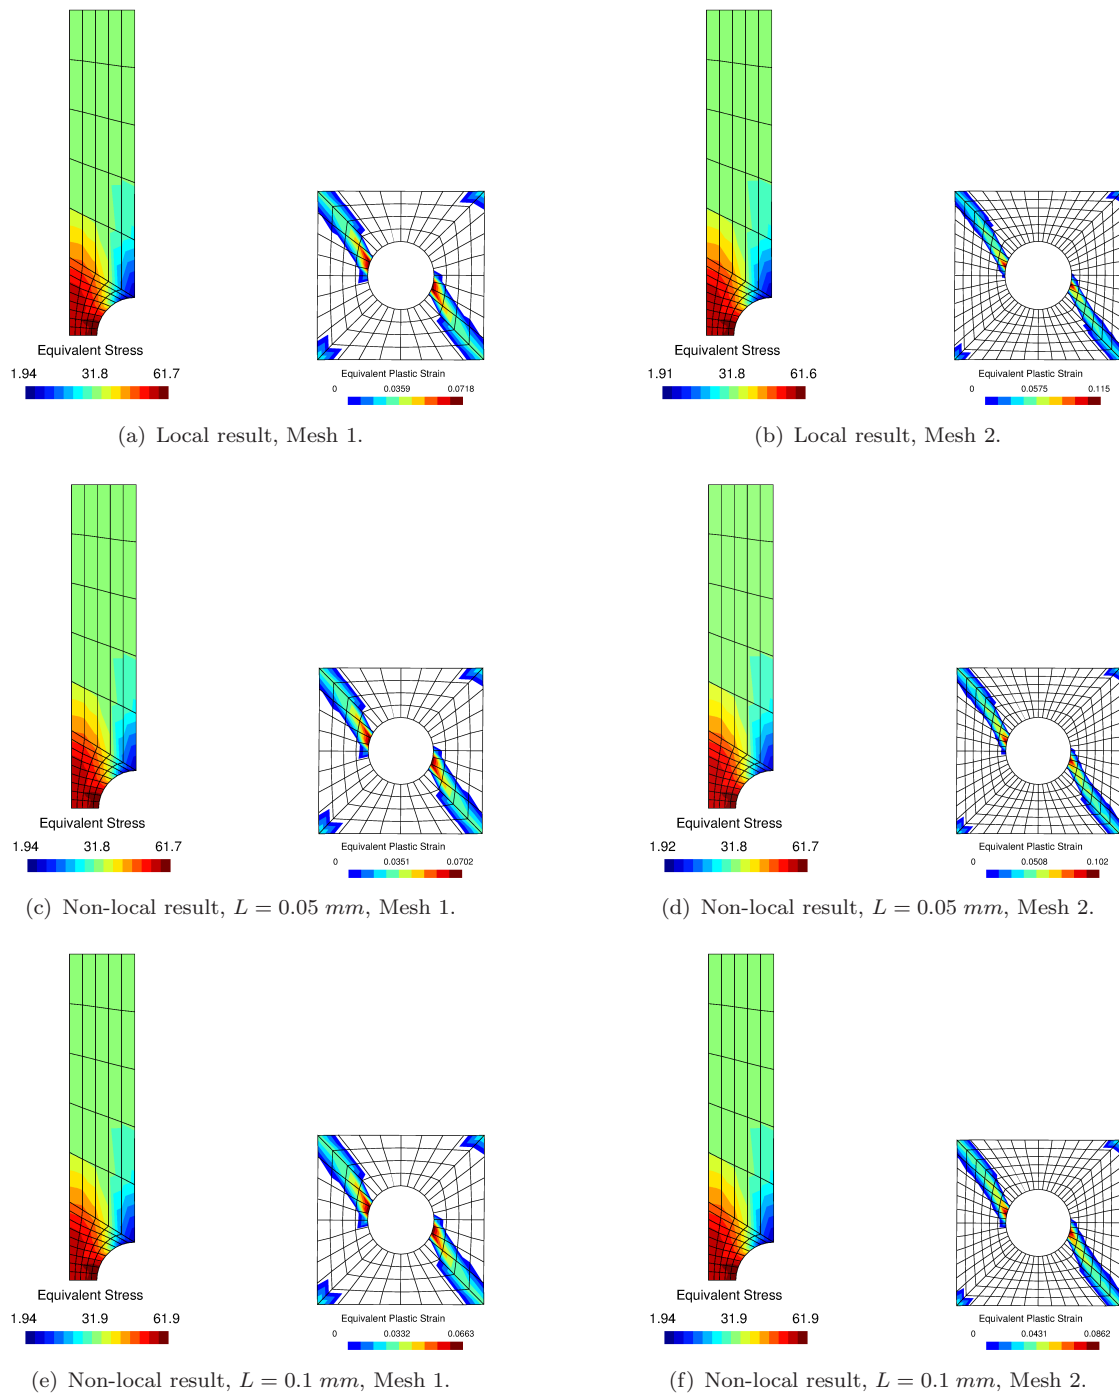 Equivalent Stress
1.94 31.8 61.7
Equivalent Plastic Strain
0 0.0359 0.0718
(a) Local result, Mesh 1.
Equivalent Stress
1.91 31.8 61.6
Equivalent Plastic Strain
0 0.0575 0.115
(b) Local result, Mesh 2.
Equivalent Stress
1.94 31.8 61.7
Equivalent Plastic Strain
0 0.0351 0.0702
(c) Non-local result, L = 0.05 mm, Mesh 1.
Equivalent Stress
1.92 31.8 61.7
Equivalent Plastic Strain
0 0.0508 0.102
(d) Non-local result, L = 0.05 mm, Mesh 2.
Equivalent Stress
1.94 31.9 61.9
Equivalent Plastic Strain
0 0.0332 0.0663
(e) Non-local result, L = 0.1 mm, Mesh 1.
Equivalent Stress
1.94 31.9 61.9
Equivalent Plastic Strain
0 0.0431 0.0862
(f) Non-local result, L = 0.1 mm, Mesh 2.